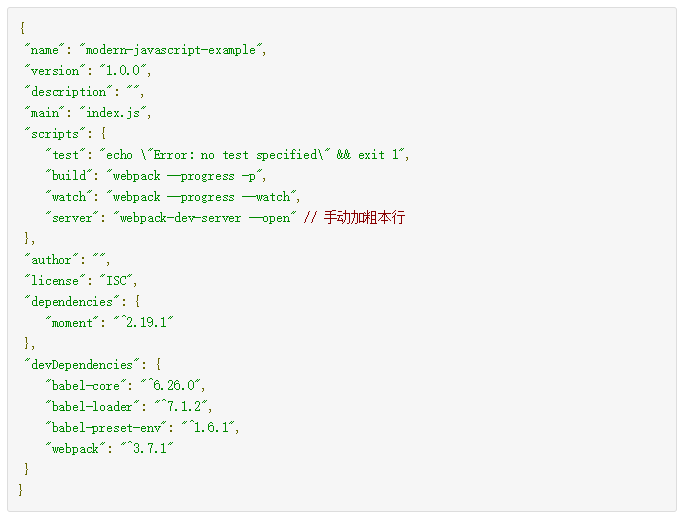 {
"name": "modern-javascript-example",
"version": "1.0.0",
"description": "",
"main": "index.js",
"scripts": {
"test": "echo \"Error: no test specified\" && exit 1",
"build": "webpack --progress -p",
"watch": "webpack --progress --watch",
"server": "webpack-dev-server --open" // 手动加粗本行
},
"author": "",
"license": "ISC",
"dependencies": {
"moment": "^2.19.1"
},
"devDependencies": {
"babel-core": "^6.26.0",
"babel-loader": "^7.1.2",
"babel-preset-env": "^1.6.1",
"webpack": "^3.7.1"
}
}